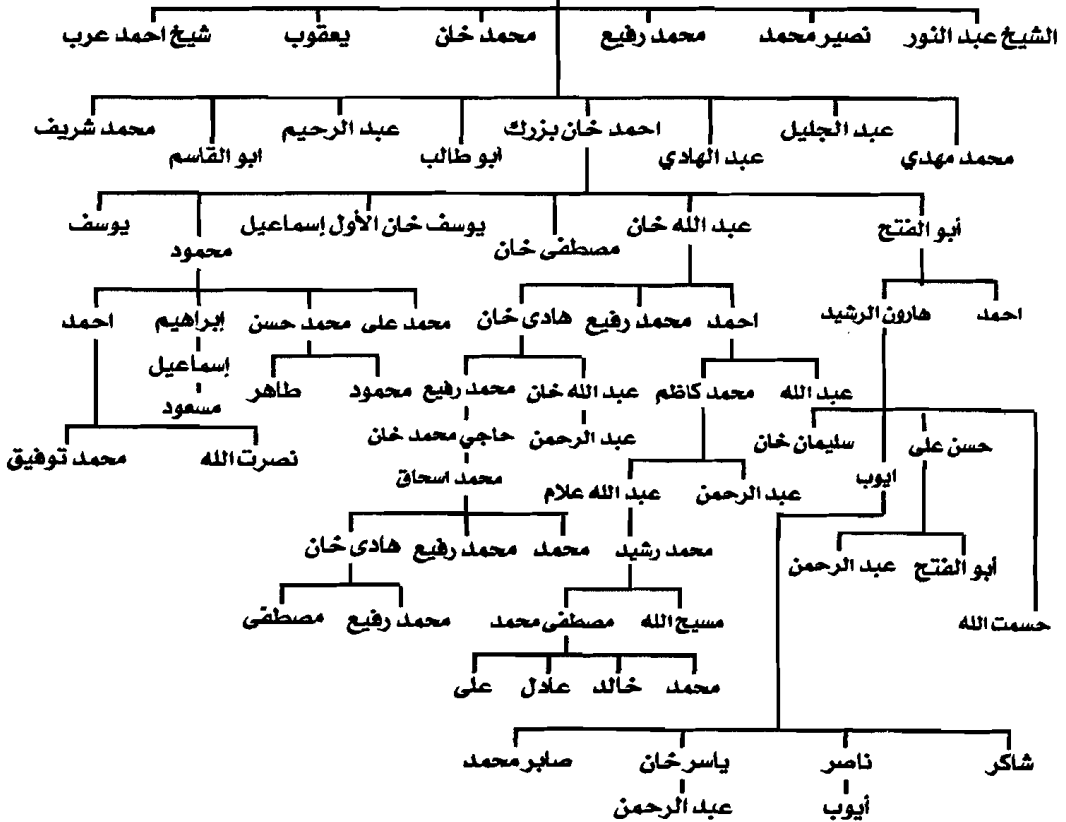 الشيخ عبد النور نصير محمد محمد رفيع محمد خان يعقوب شيخ احمد عرب
عبد الجليل احمد خان بزرك عبد الرحيم محمد شريف
محمد مهدي عبد الهادي أبو طالب ابو القاسم
أبو الفتح عبد الله خان يوسف خان الأول إسماعيل يوسف
مصطفى خان محمود
احمد هارون الرشيد احمد محمد رفيع هادى خان محمد على محمد حسن إبراهيم احمد
إسماعيل
عبد الله محمد كاظم عبد الله خان محمد رفيع محمود طاهر
مسعود
حسن على سليمان خان عبد الرحمن حاجي محمد خان نصرت الله محمد توفيق
ايوب محمد اسحاق
عبد الرحمن عبد الله علام
محمد رشيد محمد محمد رفيع هادى خان
أبو الفتح عبد الرحمن
حسمت الله مسيح الله مصطفى محمد محمد رفيع مصطفى
محمد خالد عادل على
شاكر ناصر ياسر خان صابر محمد
أيوب عبد الرحمن